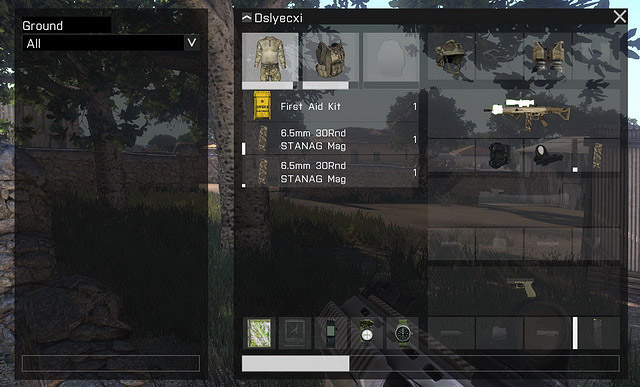 Ground
All
Dslyecxi
First Aid Kit 1
6.5mm 30Rnd
STANAG Mag 1
6.5mm 30Rnd
STANAG Mag 1